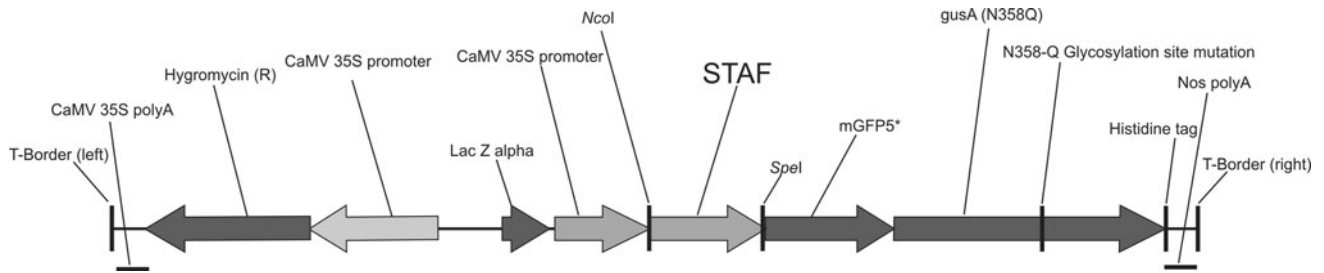 gusA (N358Q)
NcoI
CaMV 35S promoter
CaMV 35S promoter
N358-Q Glycosylation site mutation
STAF
Hygromycin (R)
Nos polyA
CaMV 35S polyA
mGFP5*
Histidine tag
T-Border (left)
Lac Z alpha
SpeI
T-Border (right)